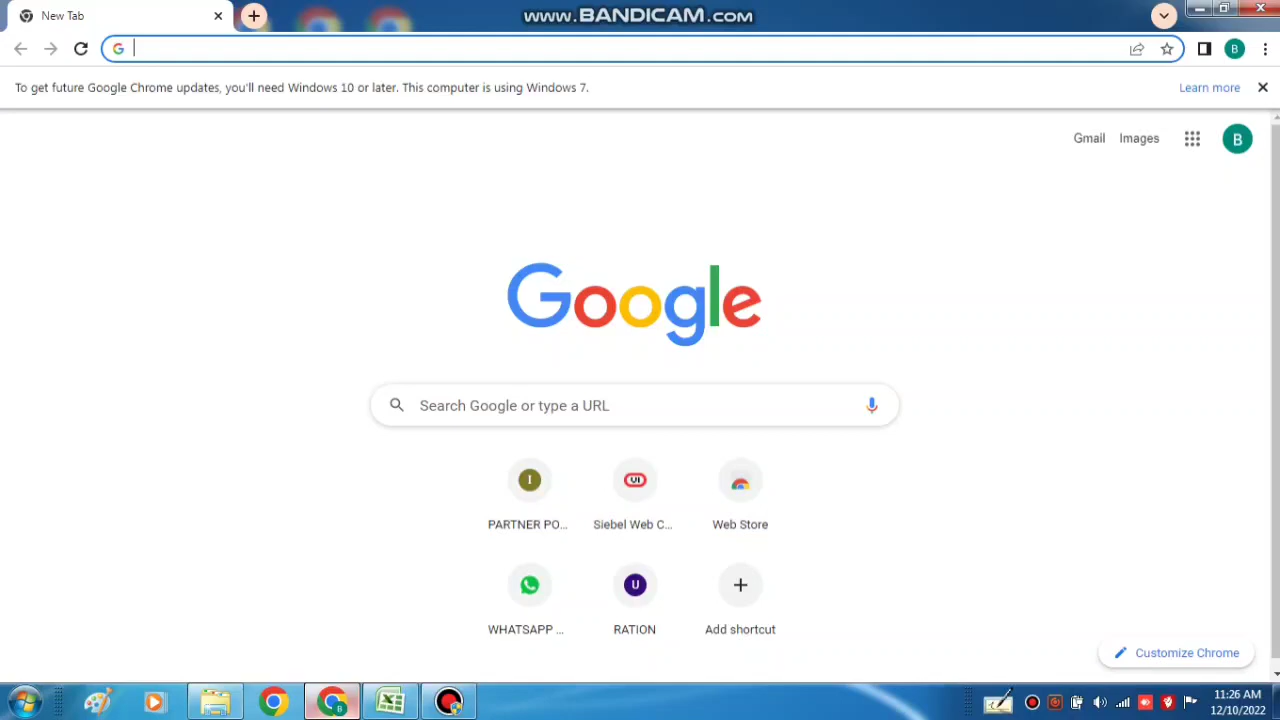 New Tab
www.BANDICAM.com
B
To get future Google Chrome updates, you'll need Windows 10 or later. This computer is using Windows 7.
Learn more
Gmail
Images
B
Google
Search Google or type a URL
I
UI
PARTNER PO...
Siebel Web C...
Web Store
U
WHATSAPP ...
RATION
Add shortcut
Customize Chrome
B
11:26 AM
12/10/2022